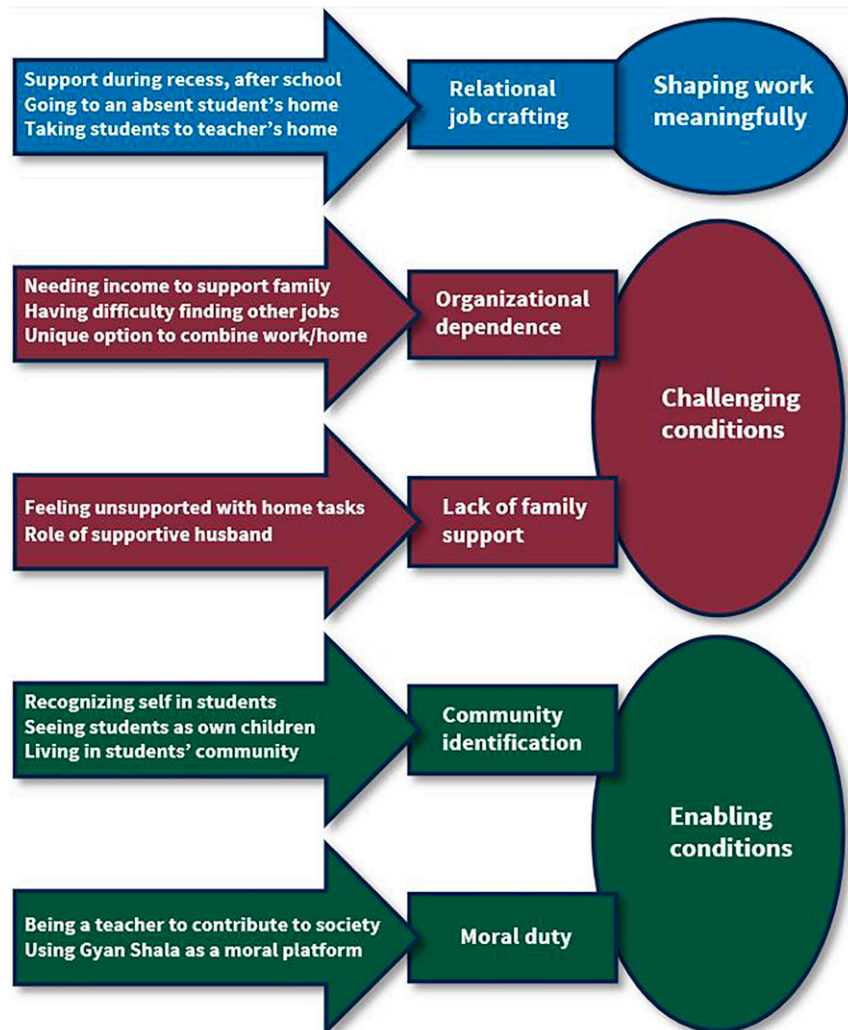 Support during recess, after school
Going to an absent student's home
Taking students to teacher's home
Relational
job crafting
Shaping work
meaningfully
Needing income to support family
Having difficulty finding other jobs
Unique option to combine work/home
Organizational
dependence
Challenging
conditions
Feeling unsupported with home tasks
Role of supportive husband
Lack of family
support
Recognizing self in students
Seeing students as own children
Living in students' community
Community
identification
Enabling
conditions
Being a teacher to contribute to society
Using Gyan Shala as a moral platform
Moral duty